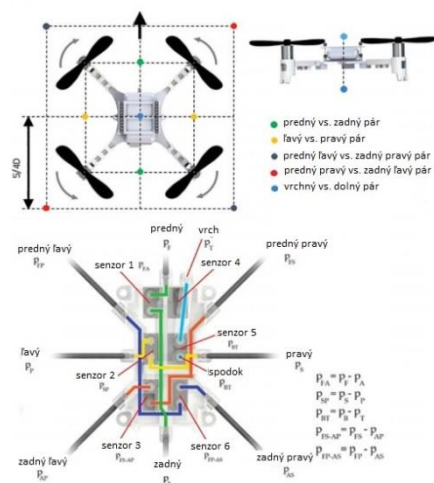 5/4D
predný vs. zadný pár
ľavý vs. pravý pár
predný ľavý vs. zadný pravý pár
predný pravý vs. zadný ľavý pár
vrchný vs. dolný pár
predný
P_F
vrch
P_T
predný ľavý
P_FP
senzor 1 P_FA
senzor 4
predný pravý
P_FS
ľavý
P_P
senzor 2
P_SP
senzor 5
P_BT
spodok
P_BT
pravý
P_S
senzor 3
P_FS-AP
senzor 6
P_FP-AS
zadný ľavý
P_AP
zadný
zadný pravý
P_AS
P_FA = P_F - P_A
P_SP = P_S - P_P
P_BT = P_B - P_T
P_FS-AP = P_FS - P_AP
P_FP-AS = P_FP - P_AS